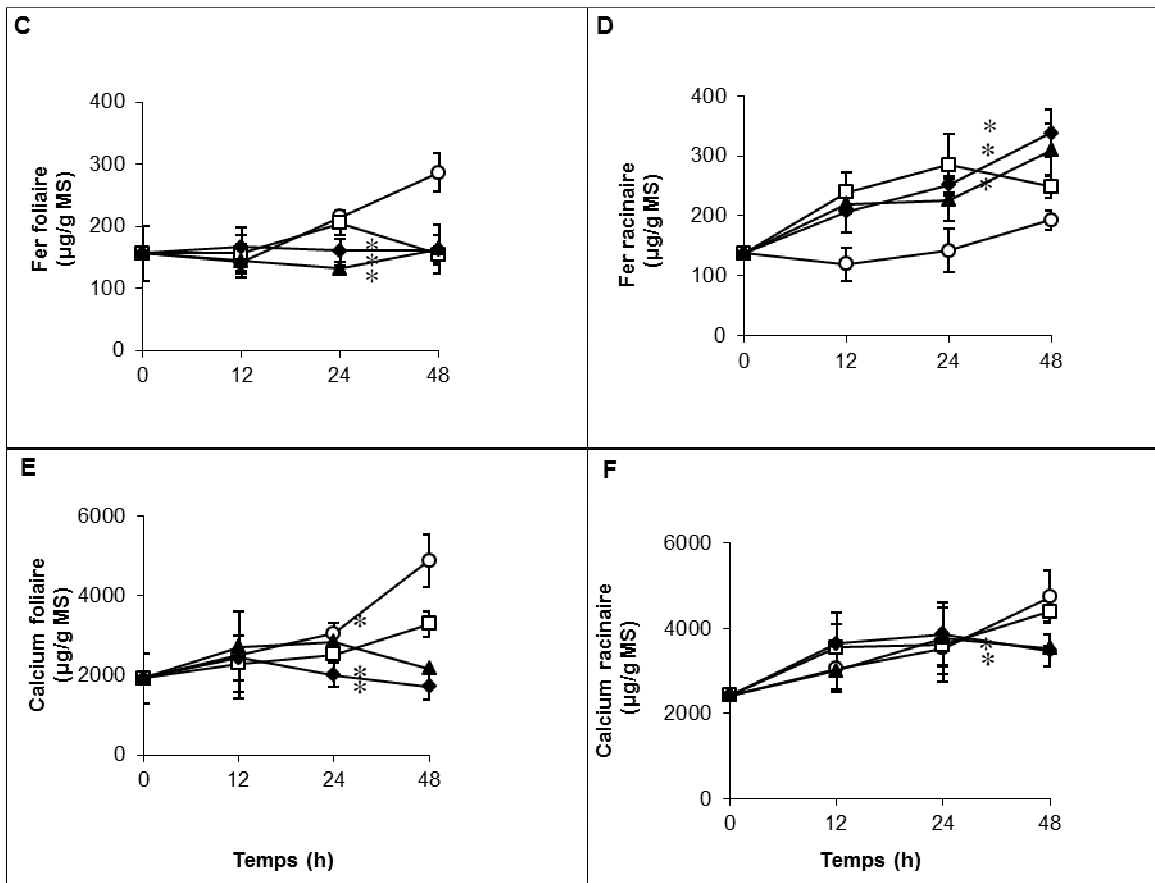 C
Fer foliaire
(µg/g MS)
400
300
200
100
0
*
*
*
0 12 24 48
D
Fer racinaire
(µg/g MS)
400
300
200
100
0
*
*
*
0 12 24 48
E
Calcium foliaire
(µg/g MS)
6000
4000
2000
0
*
*
*
0 12 24 48
Temps (h)
F
Calcium racinaire
(µg/g MS)
6000
4000
2000
0
*
*
0 12 24 48
Temps (h)